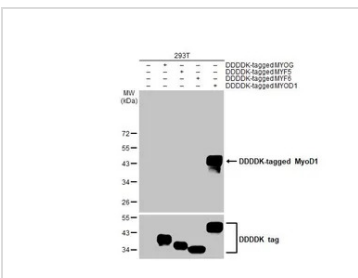 293T
– + – – – DDDDK-tagged MYOG
– – + – – DDDDK-tagged MYF5
– – – + – DDDDK-tagged MYF6
– – – – + DDDDK-tagged MYOD1
MW
(kDa)
72
55
43
34
26
← DDDDK-tagged MyoD1
55
43
34
DDDDK tag